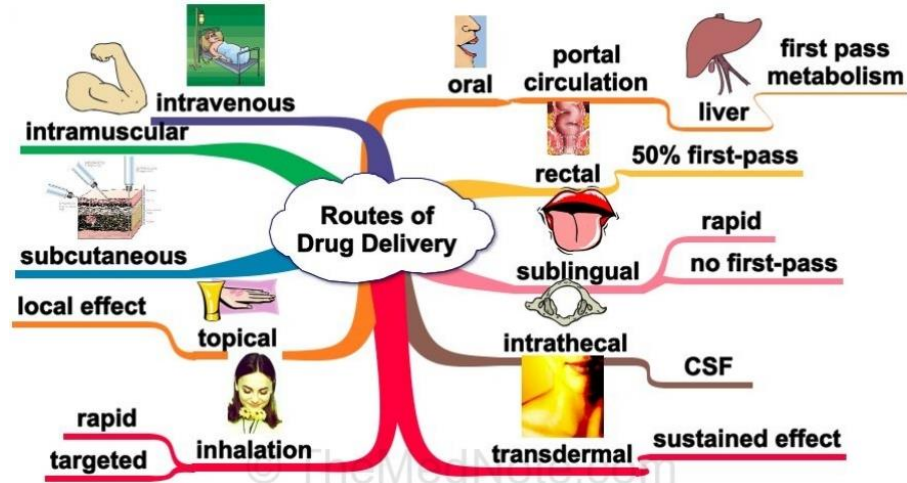 Routes of
Drug Delivery
oral
portal
circulation
liver
first pass
metabolism
rectal
50% first-pass
sublingual
rapid
no first-pass
intrathecal
CSF
transdermal
sustained effect
intravenous
intramuscular
subcutaneous
topical
local effect
inhalation
rapid
targeted
© TheMedNote.com